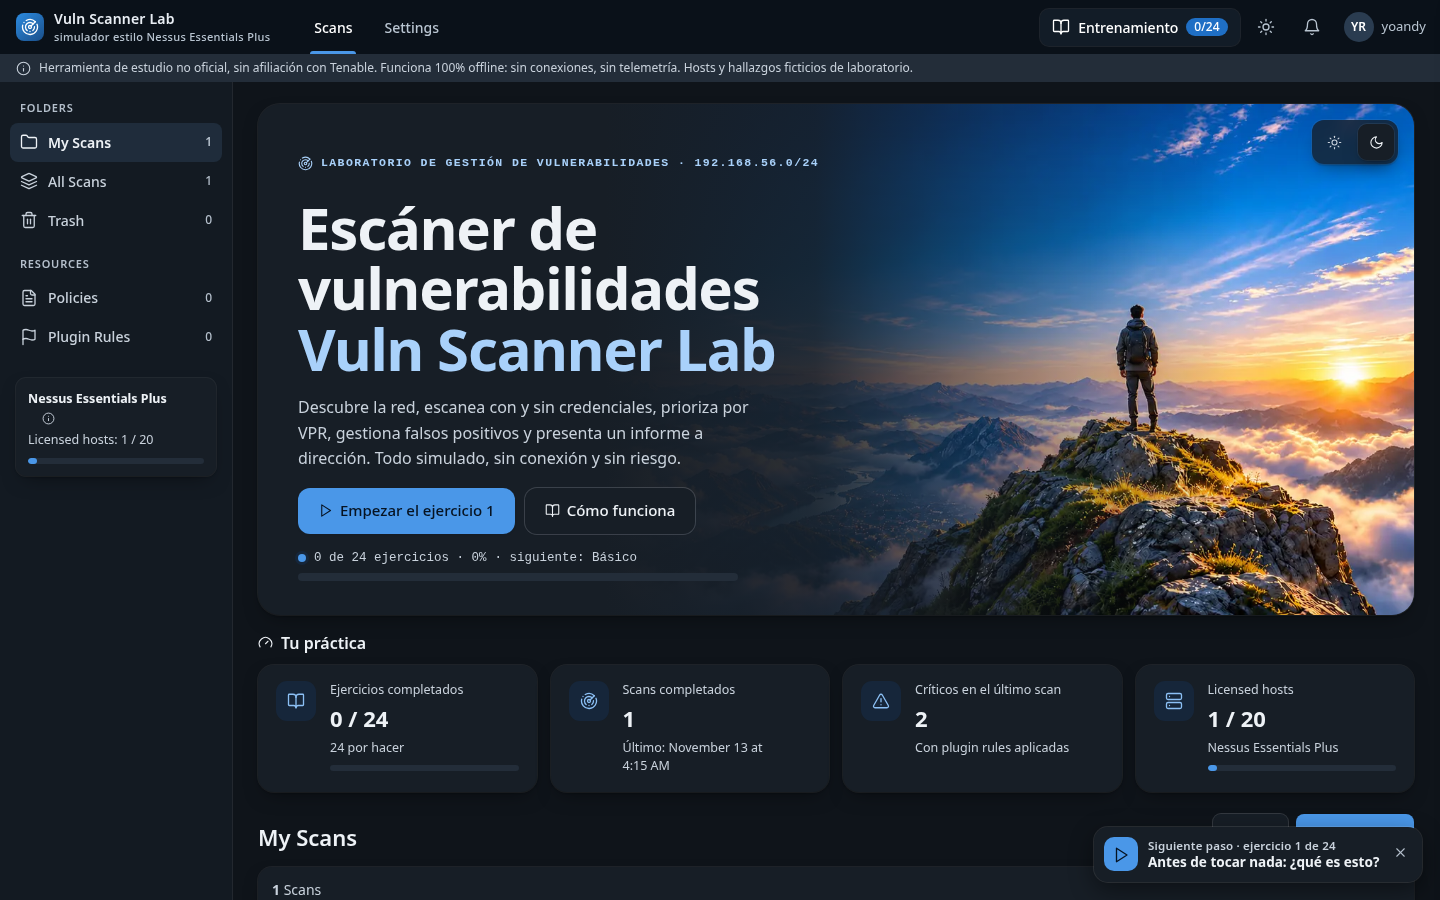 Vuln Scanner Lab
simulador estilo Nessus Essentials Plus
Scans
Settings
Entrenamiento 0/24
YR yoandy
Herramienta de estudio no oficial, sin afiliación con Tenable. Funciona 100% offline: sin conexiones, sin telemetría. Hosts y hallazgos ficticios de laboratorio.
FOLDERS
My Scans 1
All Scans 1
Trash 0
RESOURCES
Policies 0
Plugin Rules 0
Nessus Essentials Plus
Licensed hosts: 1 / 20
LABORATORIO DE GESTIÓN DE VULNERABILIDADES · 192.168.56.0/24
Escáner de
vulnerabilidades
Vuln Scanner Lab
Descubre la red, escanea con y sin credenciales, prioriza por
VPR, gestiona falsos positivos y presenta un informe a
dirección. Todo simulado, sin conexión y sin riesgo.
Empezar el ejercicio 1
Cómo funciona
0 de 24 ejercicios · 0% · siguiente: Básico
Tu práctica
Ejercicios completados
0 / 24
24 por hacer
Scans completados
1
Último: November 13 at
4:15 AM
Críticos en el último scan
2
Con plugin rules aplicadas
Licensed hosts
1 / 20
Nessus Essentials Plus
My Scans
1 Scans
Siguiente paso · ejercicio 1 de 24
Antes de tocar nada: ¿qué es esto?